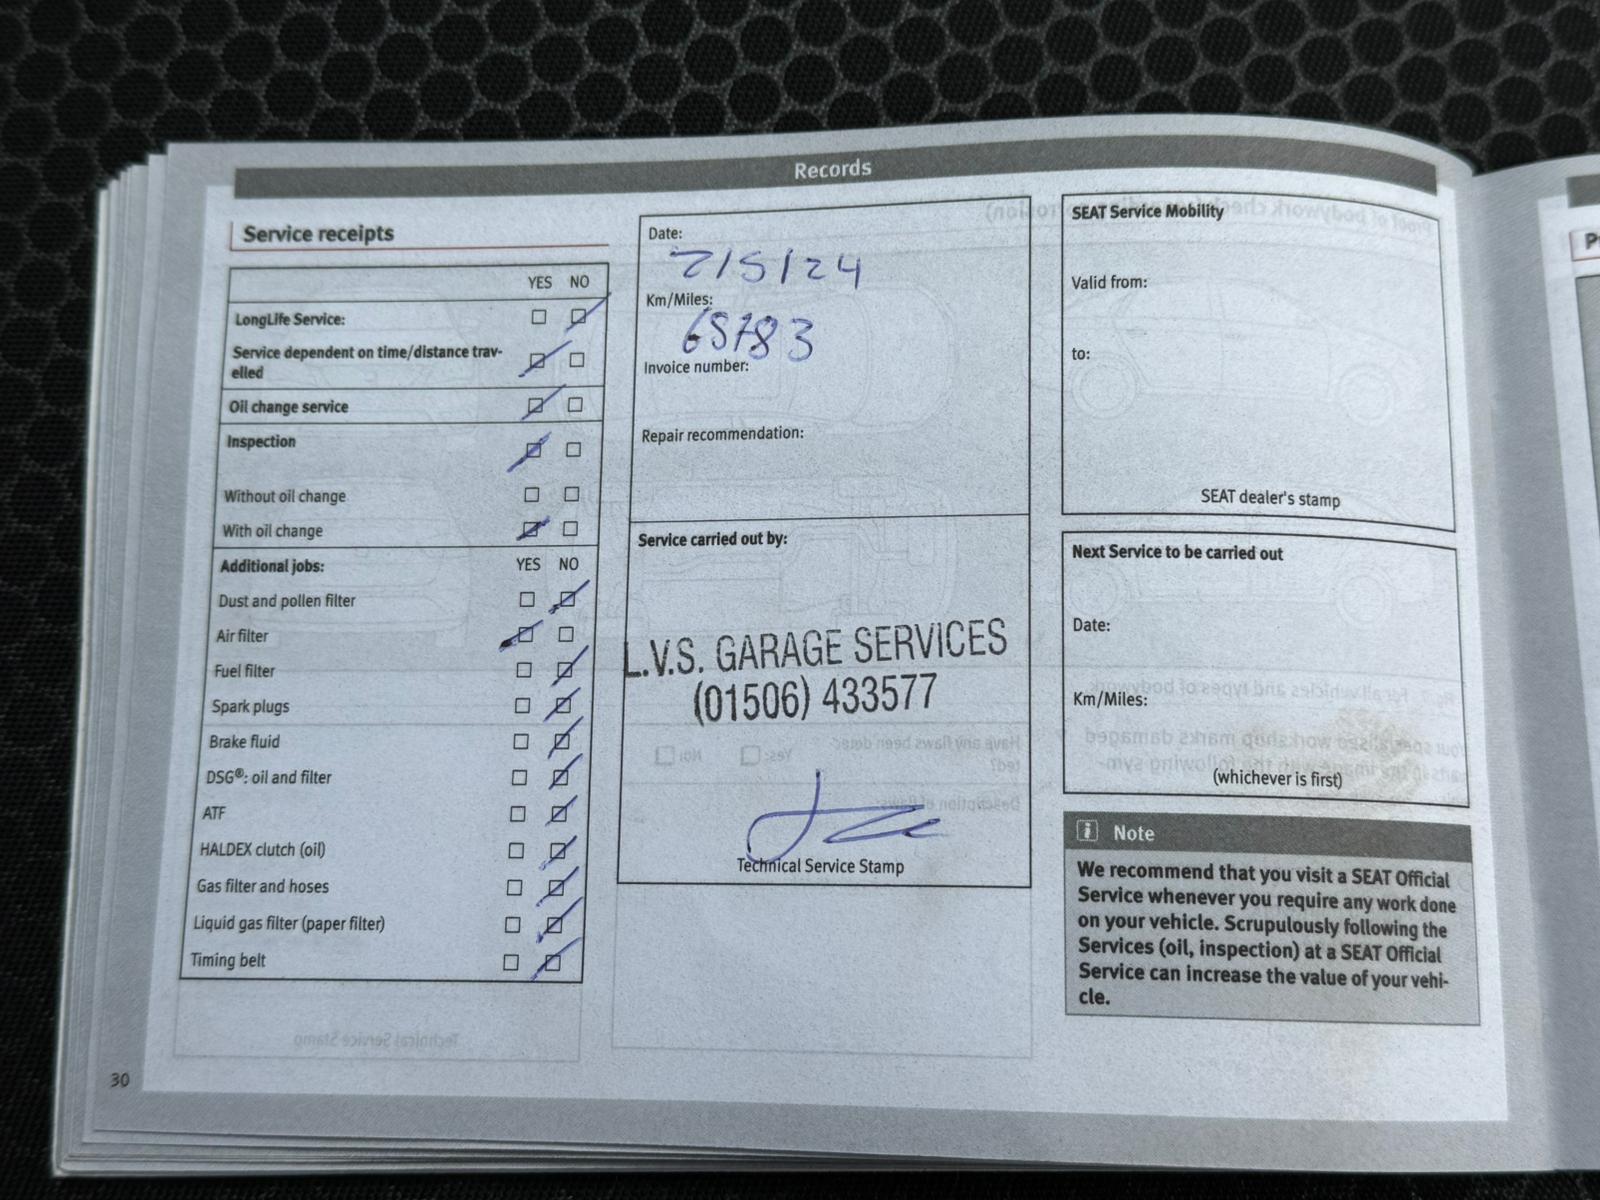 Records
Service receipts
YES NO
LongLife Service:
Service dependent on time/distance trav-
elled
Oil change service
Inspection
Without oil change
With oil change
Additional jobs: YES NO
Dust and pollen filter
Air filter
Fuel filter
Spark plugs
Brake fluid
DSG®: oil and filter
ATF
HALDEX clutch (oil)
Gas filter and hoses
Liquid gas filter (paper filter)
Timing belt
30
Date:
7/5/24
Km/Miles:
65783
Invoice number:
Repair recommendation:
Service carried out by:
L.V.S. GARAGE SERVICES
(01506) 433577
Technical Service Stamp
SEAT Service Mobility
Valid from:
to:
SEAT dealer's stamp
Next Service to be carried out
Date:
Km/Miles:
(whichever is first)
i Note
We recommend that you visit a SEAT Official
Service whenever you require any work done
on your vehicle. Scrupulously following the
Services (oil, inspection) at a SEAT Official
Service can increase the value of your vehi-
cle.